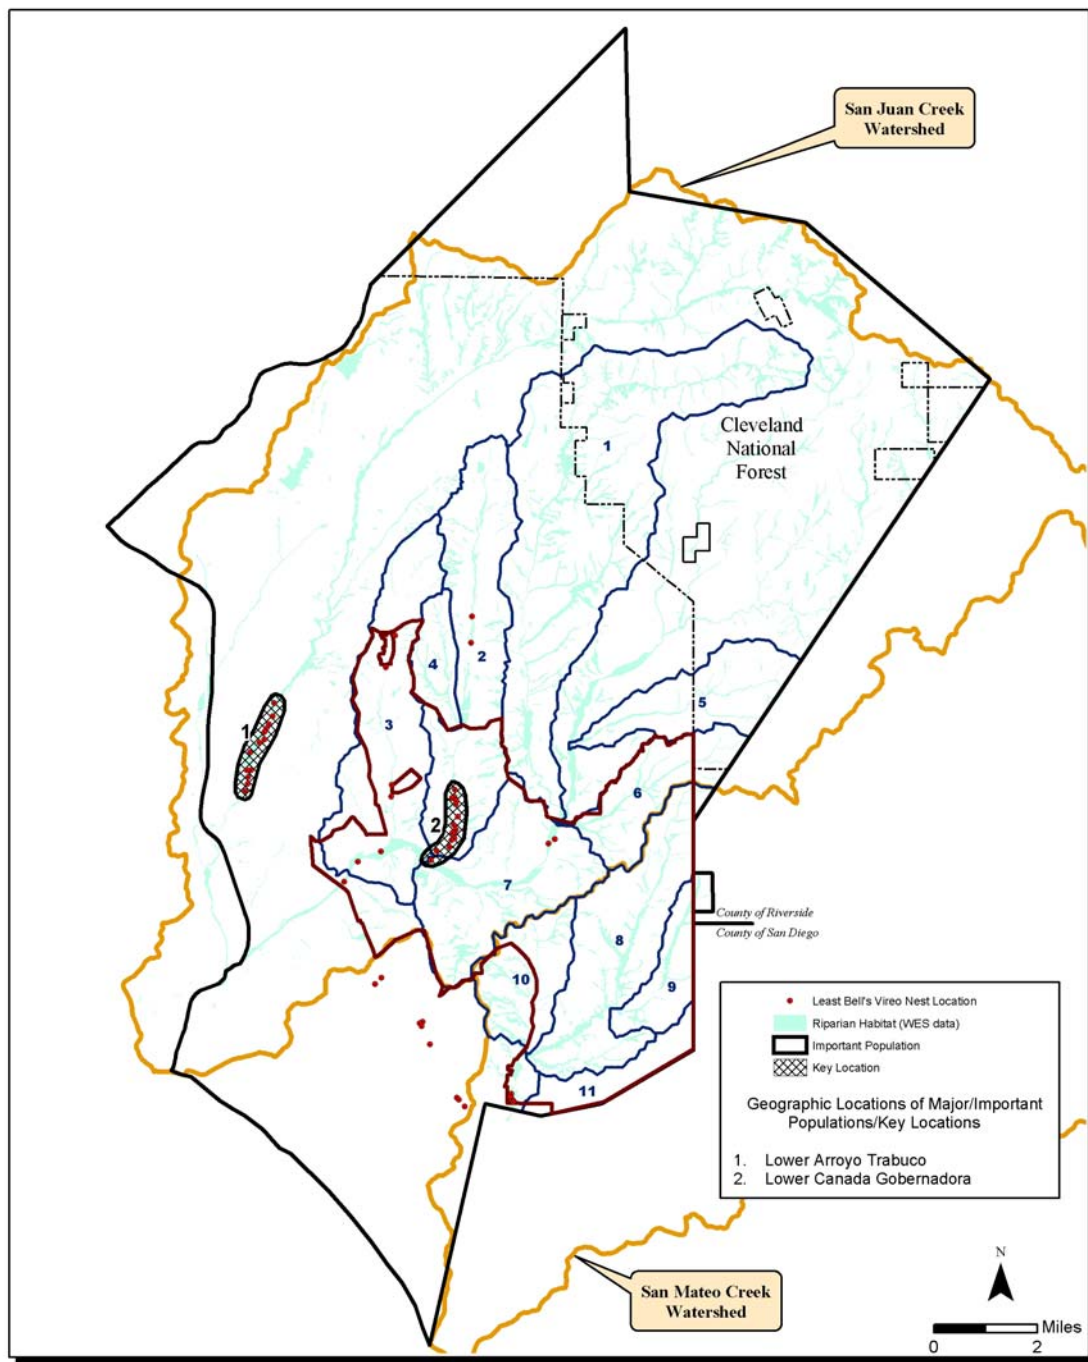 San Juan Creek
Watershed
1
Cleveland
National
Forest
4
2
5
3
1
6
2
7
County of Riverside
County of San Diego
8
10
9
11
Least Bell's Vireo Nest Location
Riparian Habitat (WES data)
Important Population
Key Location
Geographic Locations of Major/Important
Populations/Key Locations
1. Lower Arroyo Trabuco
2. Lower Canada Gobernadora
San Mateo Creek
Watershed
N
Miles
0 2